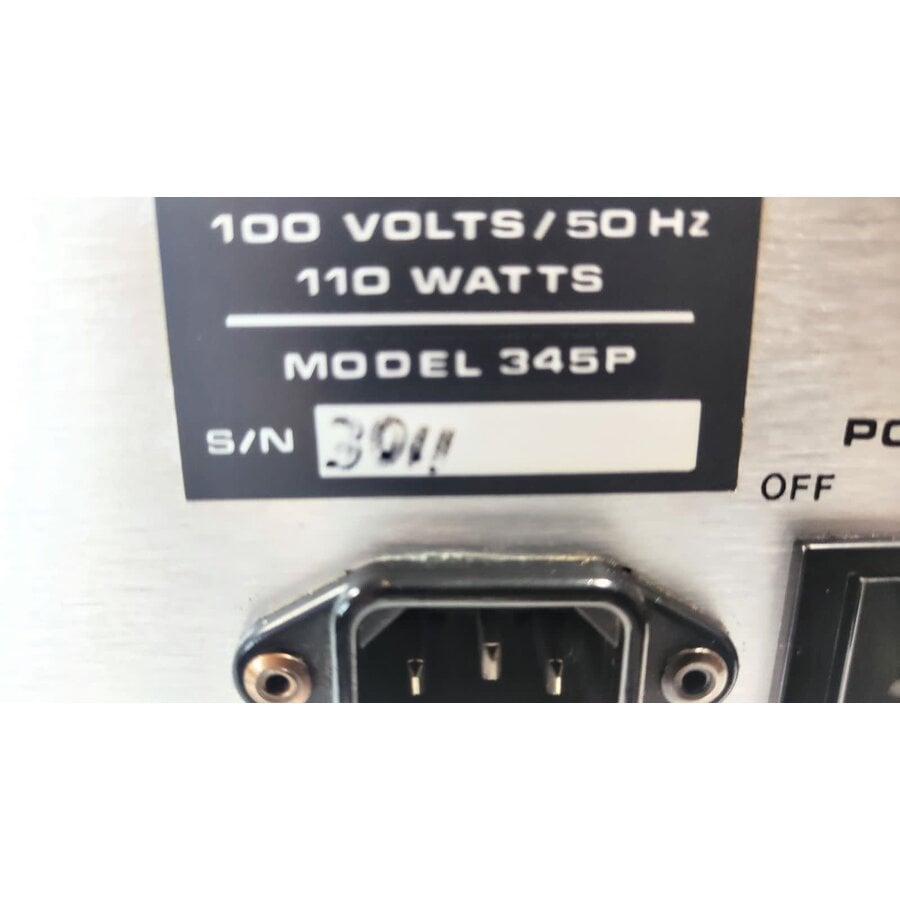 100 VOLTS/50 Hz
110 WATTS
MODEL 345P
S/N
OFF